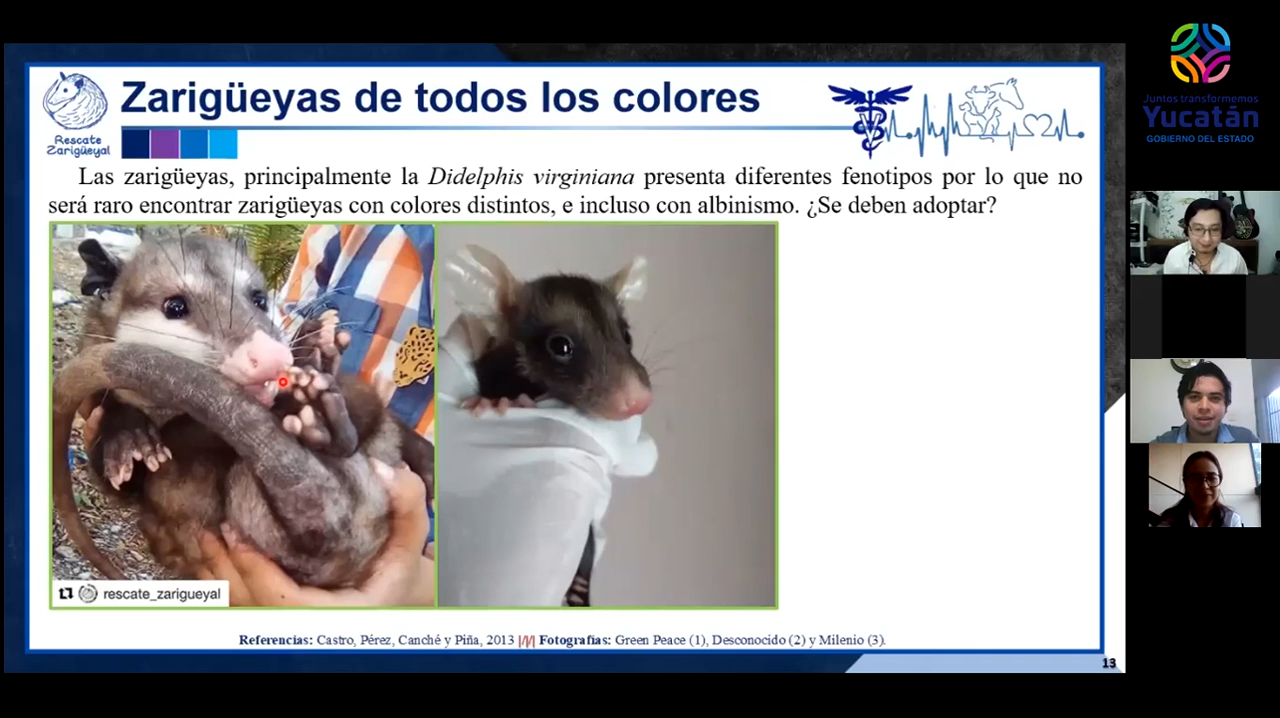 Zarigüeyas de todos los colores
Rescate
Zarigüeyal
Las zarigüeyas, principalmente la Didelphis virginiana presenta diferentes fenotipos por lo que no
será raro encontrar zarigüeyas con colores distintos, e incluso con albinismo. ¿Se deben adoptar?
rescate_zarigueyal
Referencias: Castro, Pérez, Canché y Piña, 2013 |/\/| Fotografías: Green Peace (1), Desconocido (2) y Milenio (3).
13
Juntos transformemos
Yucatán
GOBIERNO DEL ESTADO